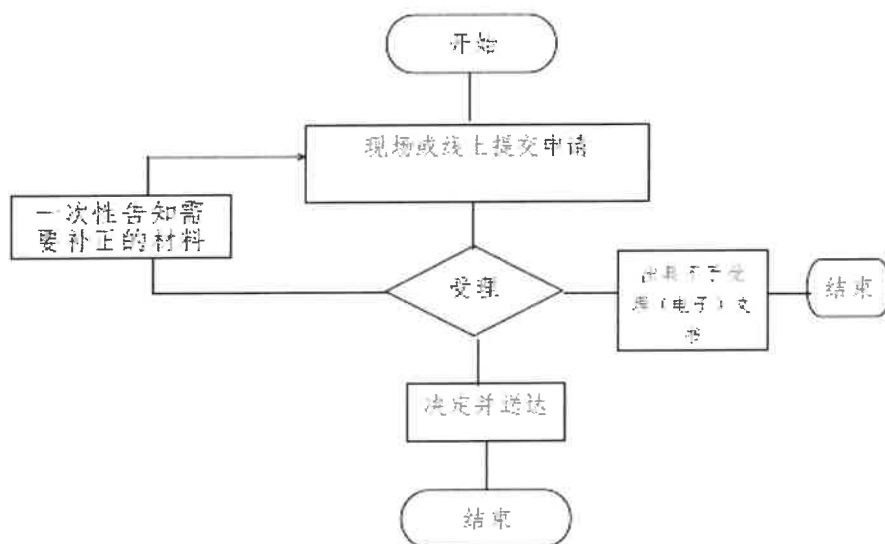 开始
现场或线上提交申请
一次性告知需
要补正的材料
受理
出具不予受
理（电子）文
书
结束
决定并送达
结束